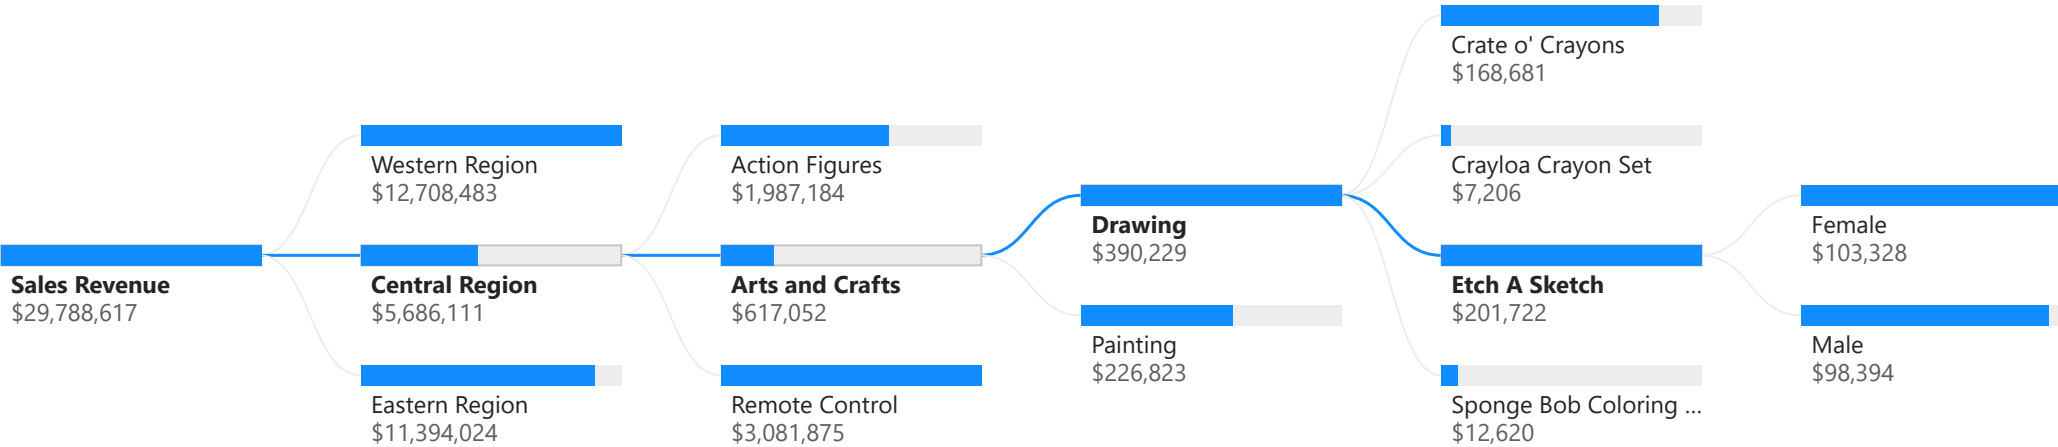 Sales Revenue
$29,788,617
Western Region
$12,708,483
Central Region
$5,686,111
Eastern Region
$11,394,024
Action Figures
$1,987,184
Arts and Crafts
$617,052
Remote Control
$3,081,875
Drawing
$390,229
Painting
$226,823
Crate o' Crayons
$168,681
Crayloa Crayon Set
$7,206
Etch A Sketch
$201,722
Sponge Bob Coloring ...
$12,620
Female
$103,328
Male
$98,394